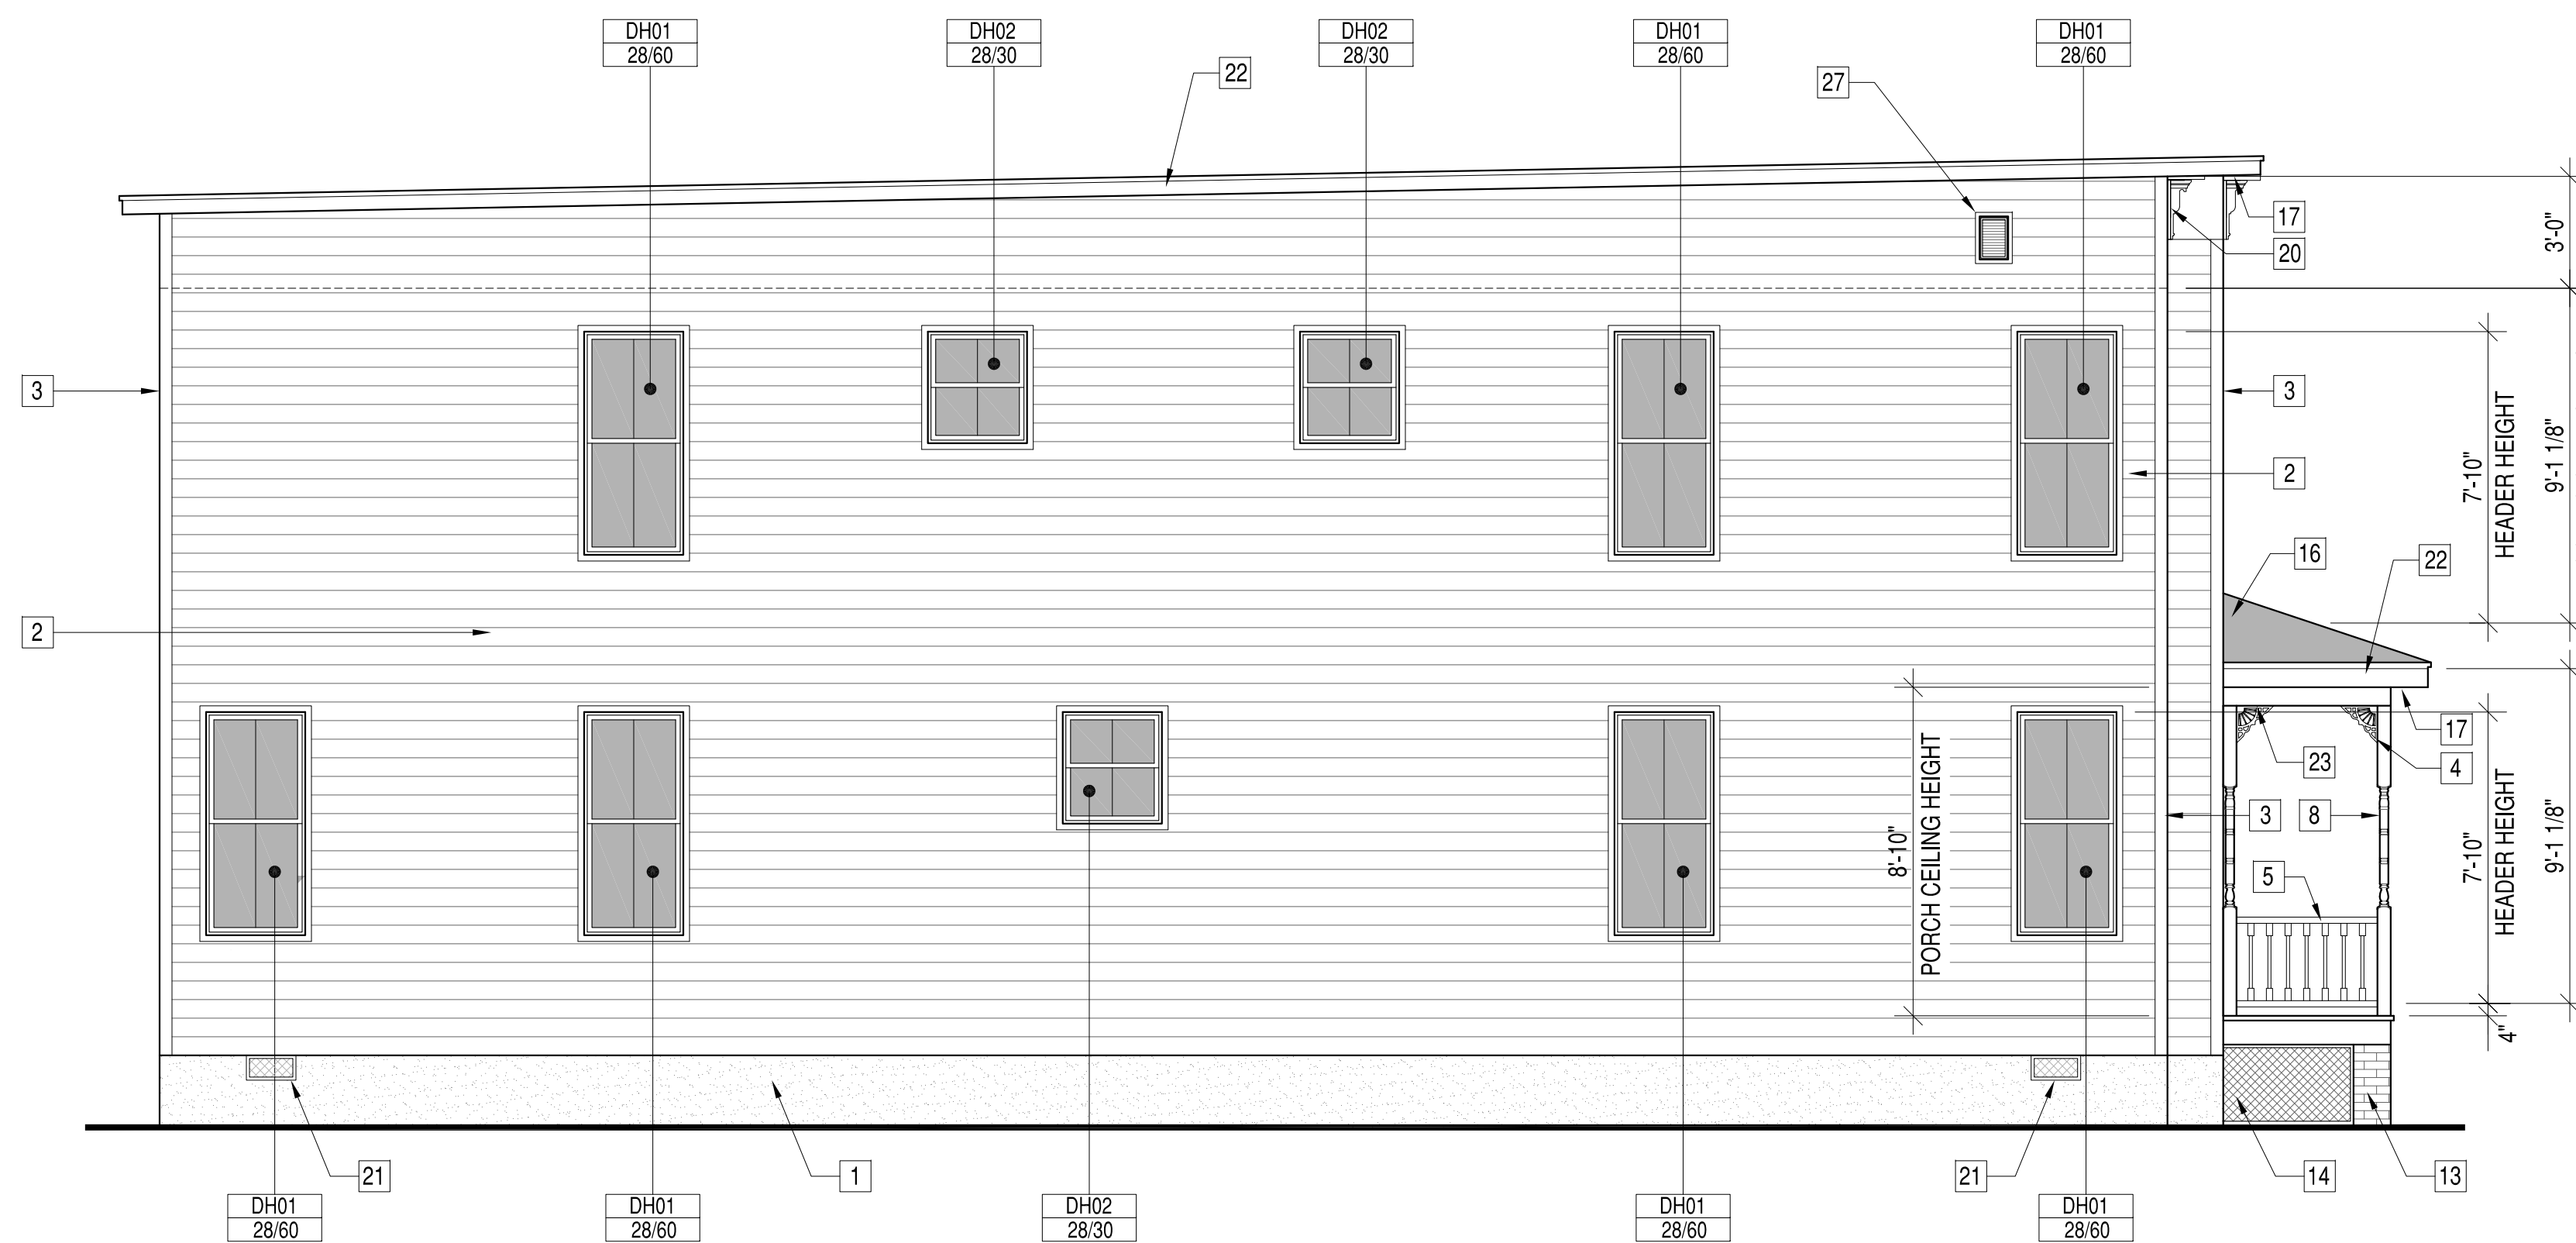 DH01
28/60
DH02
28/30
DH02
28/30
DH01
28/60
DH01
28/60
22
27
17
20
3'-0"
3
3
2
7'-10"
HEADER HEIGHT
9'-1 1/8"
16
22
2
17
23
4
3
8
5
8'-10"
PORCH CEILING HEIGHT
7'-10"
HEADER HEIGHT
9'-1 1/8"
4"
21
1
21
14
13
DH01
28/60
DH01
28/60
DH02
28/30
DH01
28/60
DH01
28/60